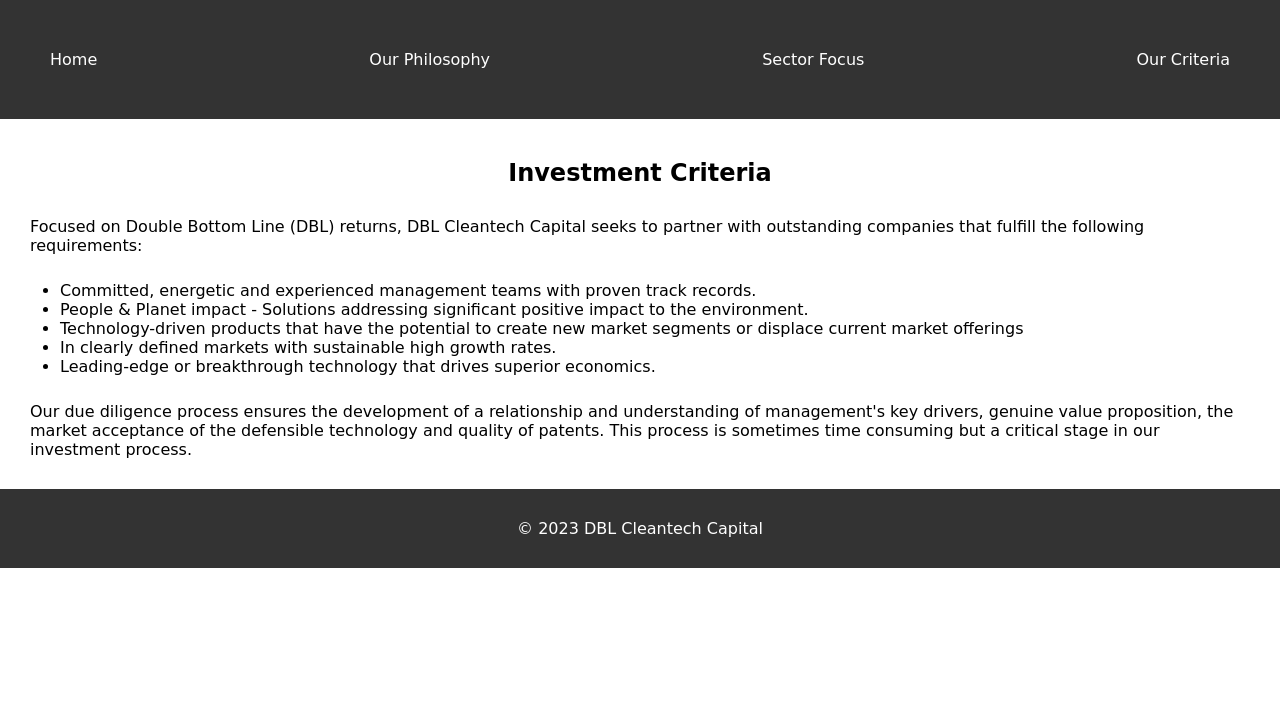 Home Our Philosophy Sector Focus Our Criteria
Investment Criteria
Focused on Double Bottom Line (DBL) returns, DBL Cleantech Capital seeks to partner with outstanding companies that fulfill the following
requirements:
• Committed, energetic and experienced management teams with proven track records.
• People & Planet impact - Solutions addressing significant positive impact to the environment.
• Technology-driven products that have the potential to create new market segments or displace current market offerings
• In clearly defined markets with sustainable high growth rates.
• Leading-edge or breakthrough technology that drives superior economics.
Our due diligence process ensures the development of a relationship and understanding of management's key drivers, genuine value proposition, the
market acceptance of the defensible technology and quality of patents. This process is sometimes time consuming but a critical stage in our
investment process.
© 2023 DBL Cleantech Capital